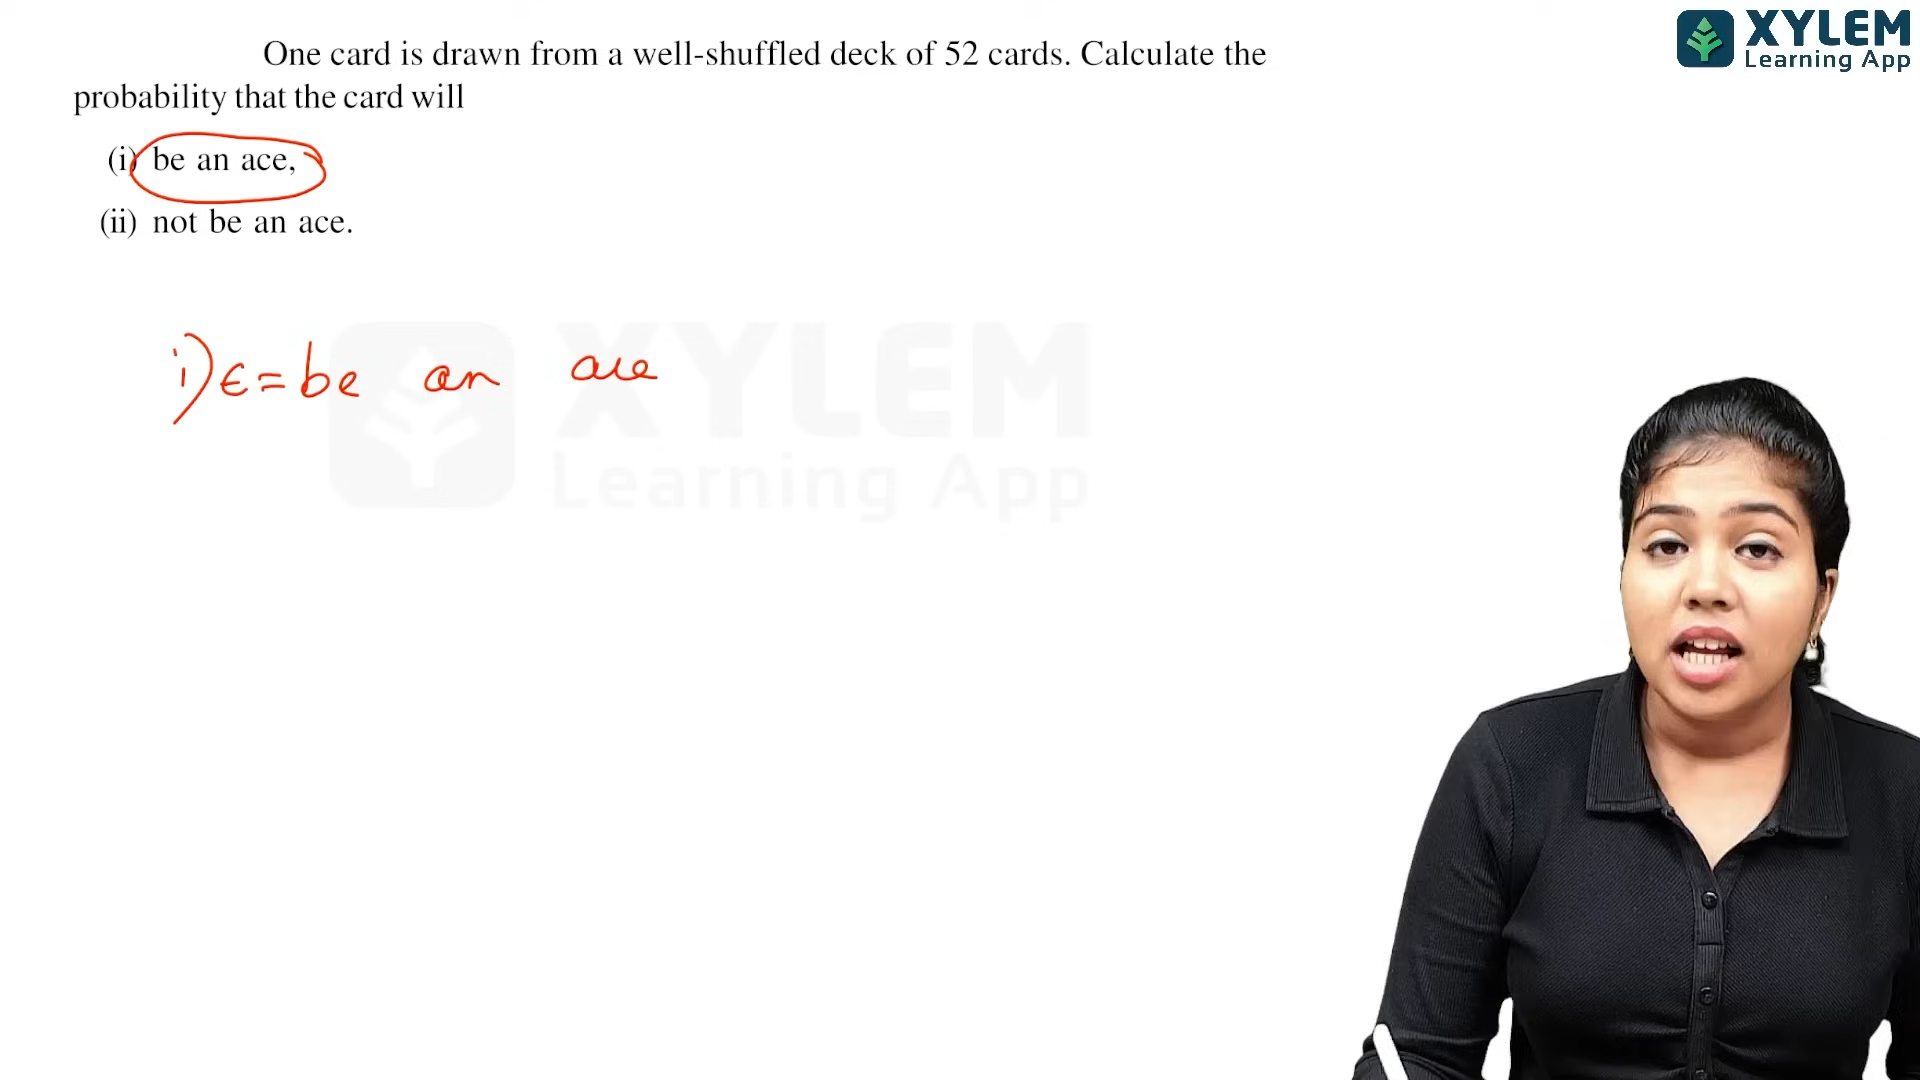 XYLEM
Learning App
One card is drawn from a well-shuffled deck of 52 cards. Calculate the
probability that the card will
(i) be an ace,
(ii) not be an ace.
i) E = be an ace
XYLEM
Learning App